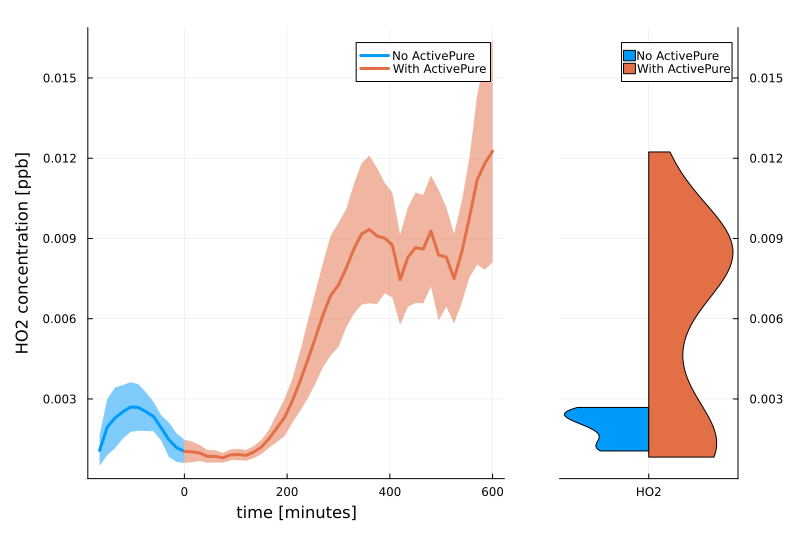 No ActivePure
With ActivePure
No ActivePure
With ActivePure
0.015
0.012
0.009
0.006
0.003
0.015
0.012
0.009
0.006
0.003
HO2 concentration [ppb]
0
200
400
600
HO2
time [minutes]